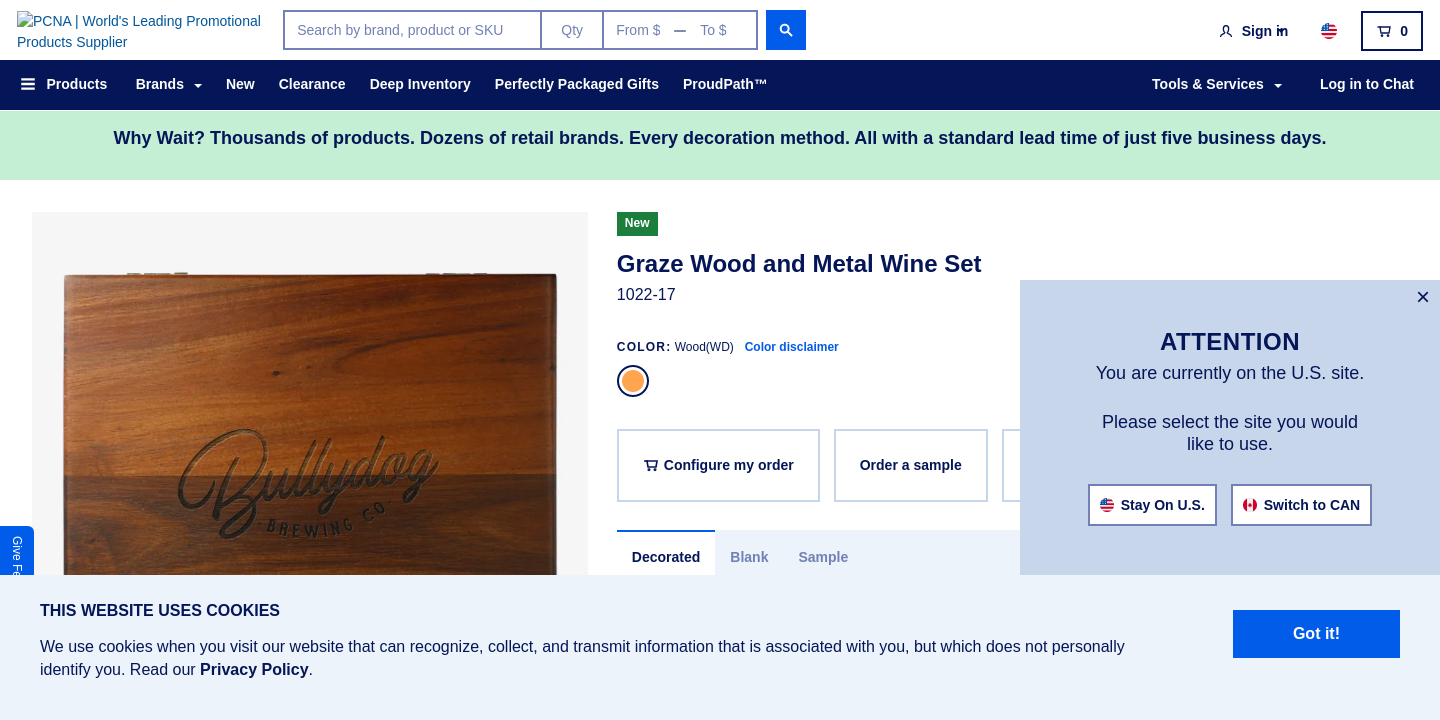 PCNA | World's Leading Promotional
Products Supplier
Search by brand, product or SKU
Qty
From $ — To $
Sign in
0
Products
Brands
New
Clearance
Deep Inventory
Perfectly Packaged Gifts
ProudPath™
Tools & Services
Log in to Chat
Why Wait? Thousands of products. Dozens of retail brands. Every decoration method. All with a standard lead time of just five business days.
Bullydog
BREWING CO
New
Graze Wood and Metal Wine Set
1022-17
COLOR: Wood(WD) Color disclaimer
Configure my order
Order a sample
Decorated
Blank
Sample
×
ATTENTION
You are currently on the U.S. site.
Please select the site you would
like to use.
Stay On U.S.
Switch to CAN
Give
THIS WEBSITE USES COOKIES
We use cookies when you visit our website that can recognize, collect, and transmit information that is associated with you, but which does not personally
identify you. Read our Privacy Policy.
Got it!